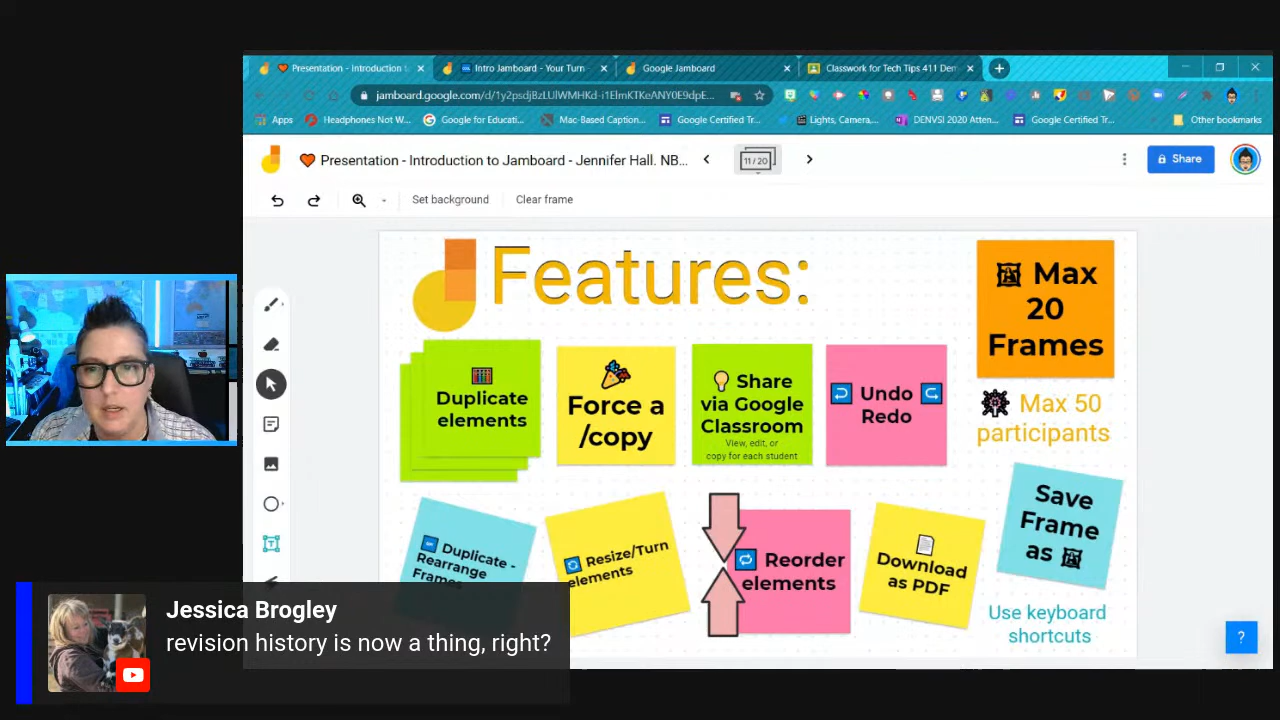 Presentation - Introduction to
Intro Jamboard - Your Turn
Google Jamboard
Classwork for Tech Tips 411 Den
jamboard.google.com/d/1y2psdjBzLUlWMHKd-i1ElmKTKeANY0E9dpE...
Apps
Headphones Not W...
Google for Educati...
Mac-Based Caption...
Google Certified Tr...
Lights, Camera,...
DENVSI 2020 Atten...
Google Certified Tr...
Other bookmarks
Presentation - Introduction to Jamboard - Jennifer Hall. NB...
11 / 20
Share
Set background
Clear frame
Features:
Max
20
Frames
Duplicate
elements
Force a
/copy
Share
via Google
Classroom
View, edit, or
copy for each student
Undo
Redo
Max 50
participants
Duplicate -
Rearrange
Frames
Resize/Turn
elements
Reorder
elements
Download
as PDF
Save
Frame
as
Use keyboard
shortcuts
?
Jessica Brogley
revision history is now a thing, right?